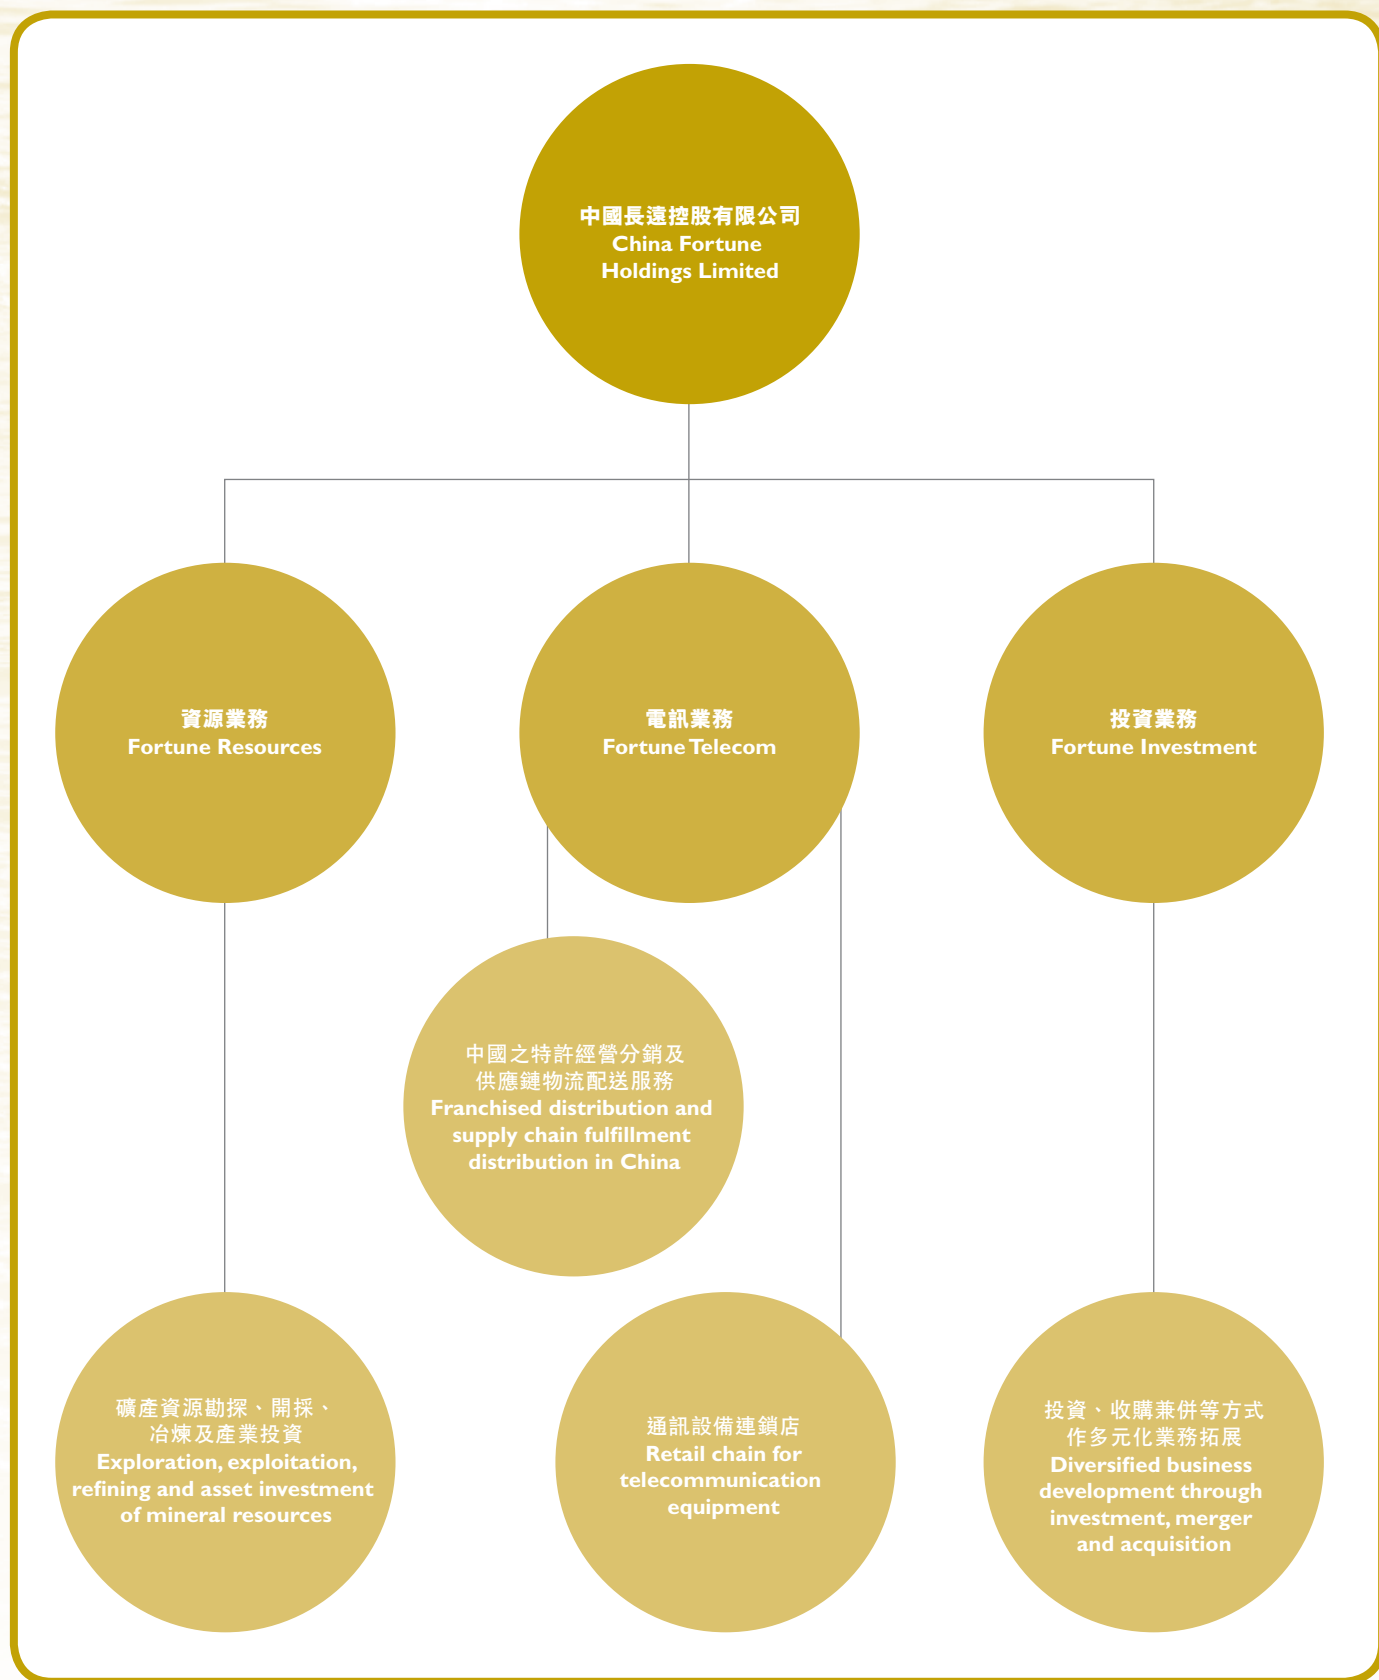 中國長遠控股有限公司
China Fortune
Holdings Limited
資源業務
Fortune Resources
電訊業務
Fortune Telecom
投資業務
Fortune Investment
中國之特許經營分銷及
供應鏈物流配送服務
Franchised distribution and
supply chain fulfillment
distribution in China
礦產資源勘探、開採、
冶煉及產業投資
Exploration, exploitation,
refining and asset investment
of mineral resources
通訊設備連鎖店
Retail chain for
telecommunication
equipment
投資、收購兼併等方式
作多元化業務拓展
Diversified business
development through
investment, merger
and acquisition